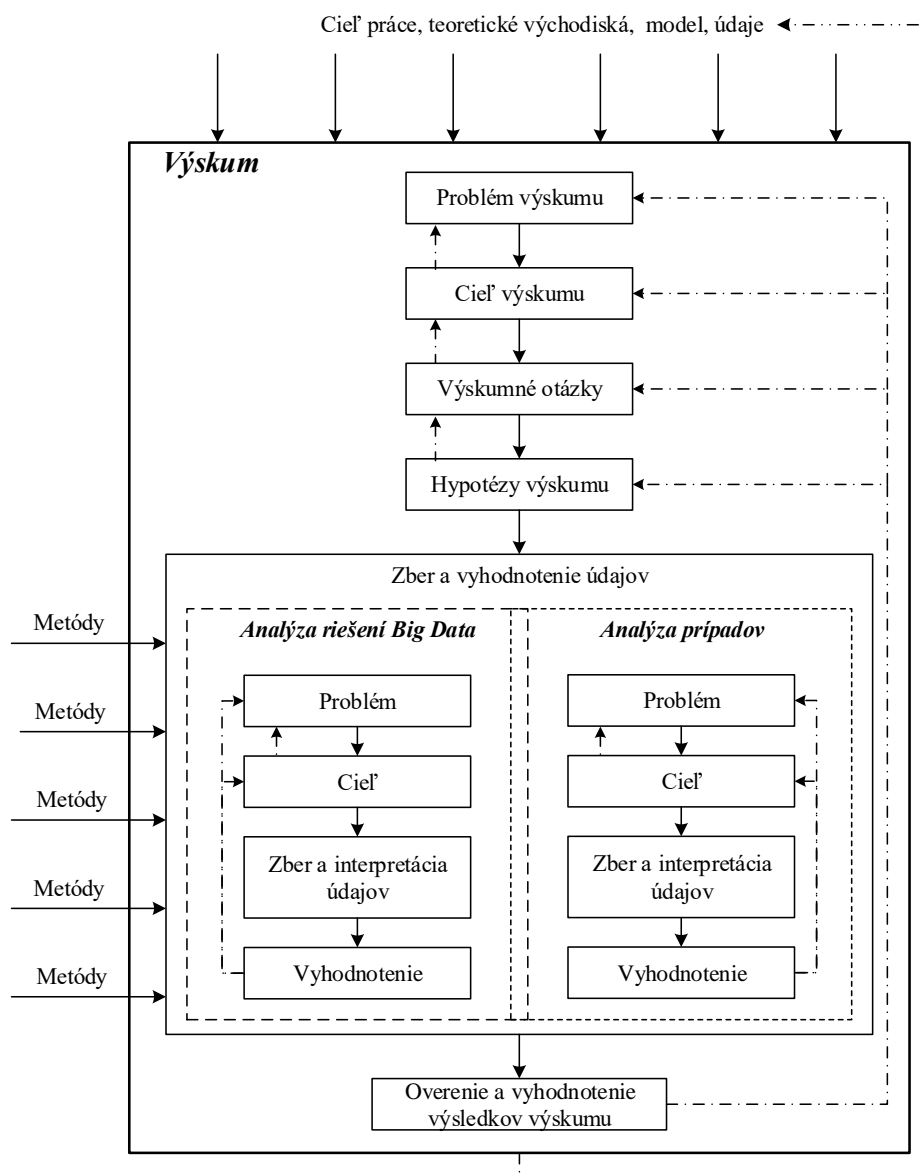 Cieľ práce, teoretické východiská, model, údaje
Výskum
Problém výskumu
Cieľ výskumu
Výskumné otázky
Hypotézy výskumu
Zber a vyhodnotenie údajov
Metódy
Metódy
Metódy
Metódy
Metódy
Analýza riešení Big Data
Problém
Cieľ
Zber a interpretácia
údajov
Vyhodnotenie
Analýza prípadov
Problém
Cieľ
Zber a interpretácia
údajov
Vyhodnotenie
Overenie a vyhodnotenie
výsledkov výskumu